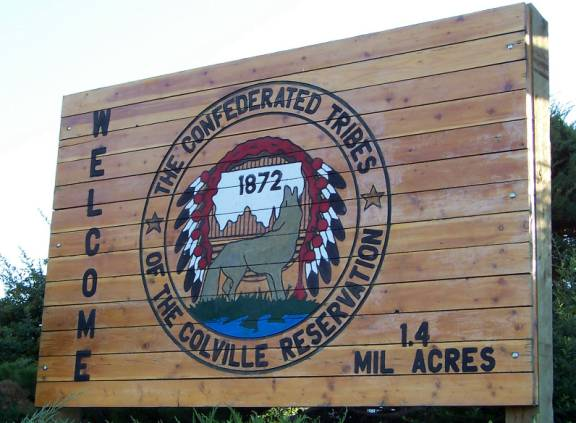 WELCOME
THE CONFEDERATED TRIBES
1872
OF THE COLVILLE RESERVATION
1.4
MIL ACRES